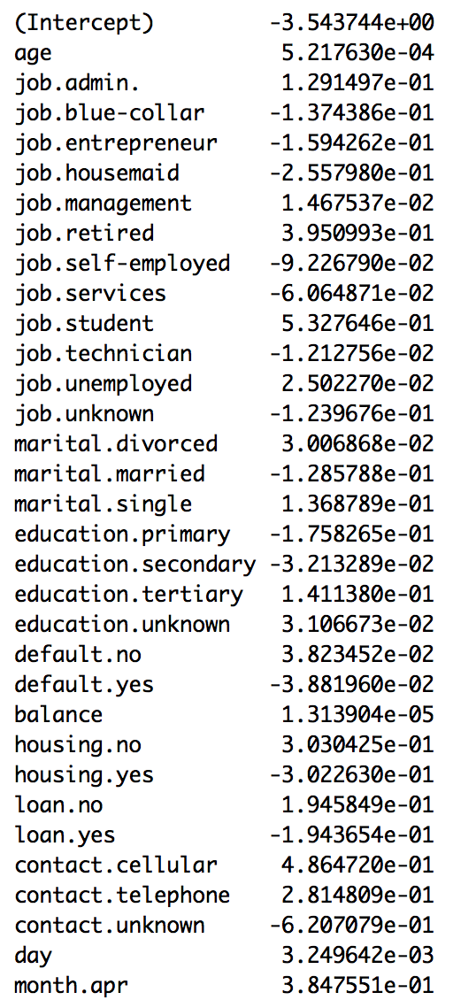 (Intercept) -3.543744e+00
age 5.217630e-04
job.admin. 1.291497e-01
job.blue-collar -1.374386e-01
job.entrepreneur -1.594262e-01
job.housemaid -2.557980e-01
job.management 1.467537e-02
job.retired 3.950993e-01
job.self-employed -9.226790e-02
job.services -6.064871e-02
job.student 5.327646e-01
job.technician -1.212756e-02
job.unemployed 2.502270e-02
job.unknown -1.239676e-01
marital.divorced 3.006868e-02
marital.married -1.285788e-01
marital.single 1.368789e-01
education.primary -1.758265e-01
education.secondary -3.213289e-02
education.tertiary 1.411380e-01
education.unknown 3.106673e-02
default.no 3.823452e-02
default.yes -3.881960e-02
balance 1.313904e-05
housing.no 3.030425e-01
housing.yes -3.022630e-01
loan.no 1.945849e-01
loan.yes -1.943654e-01
contact.cellular 4.864720e-01
contact.telephone 2.814809e-01
contact.unknown -6.207079e-01
day 3.249642e-03
month.apr 3.847551e-01